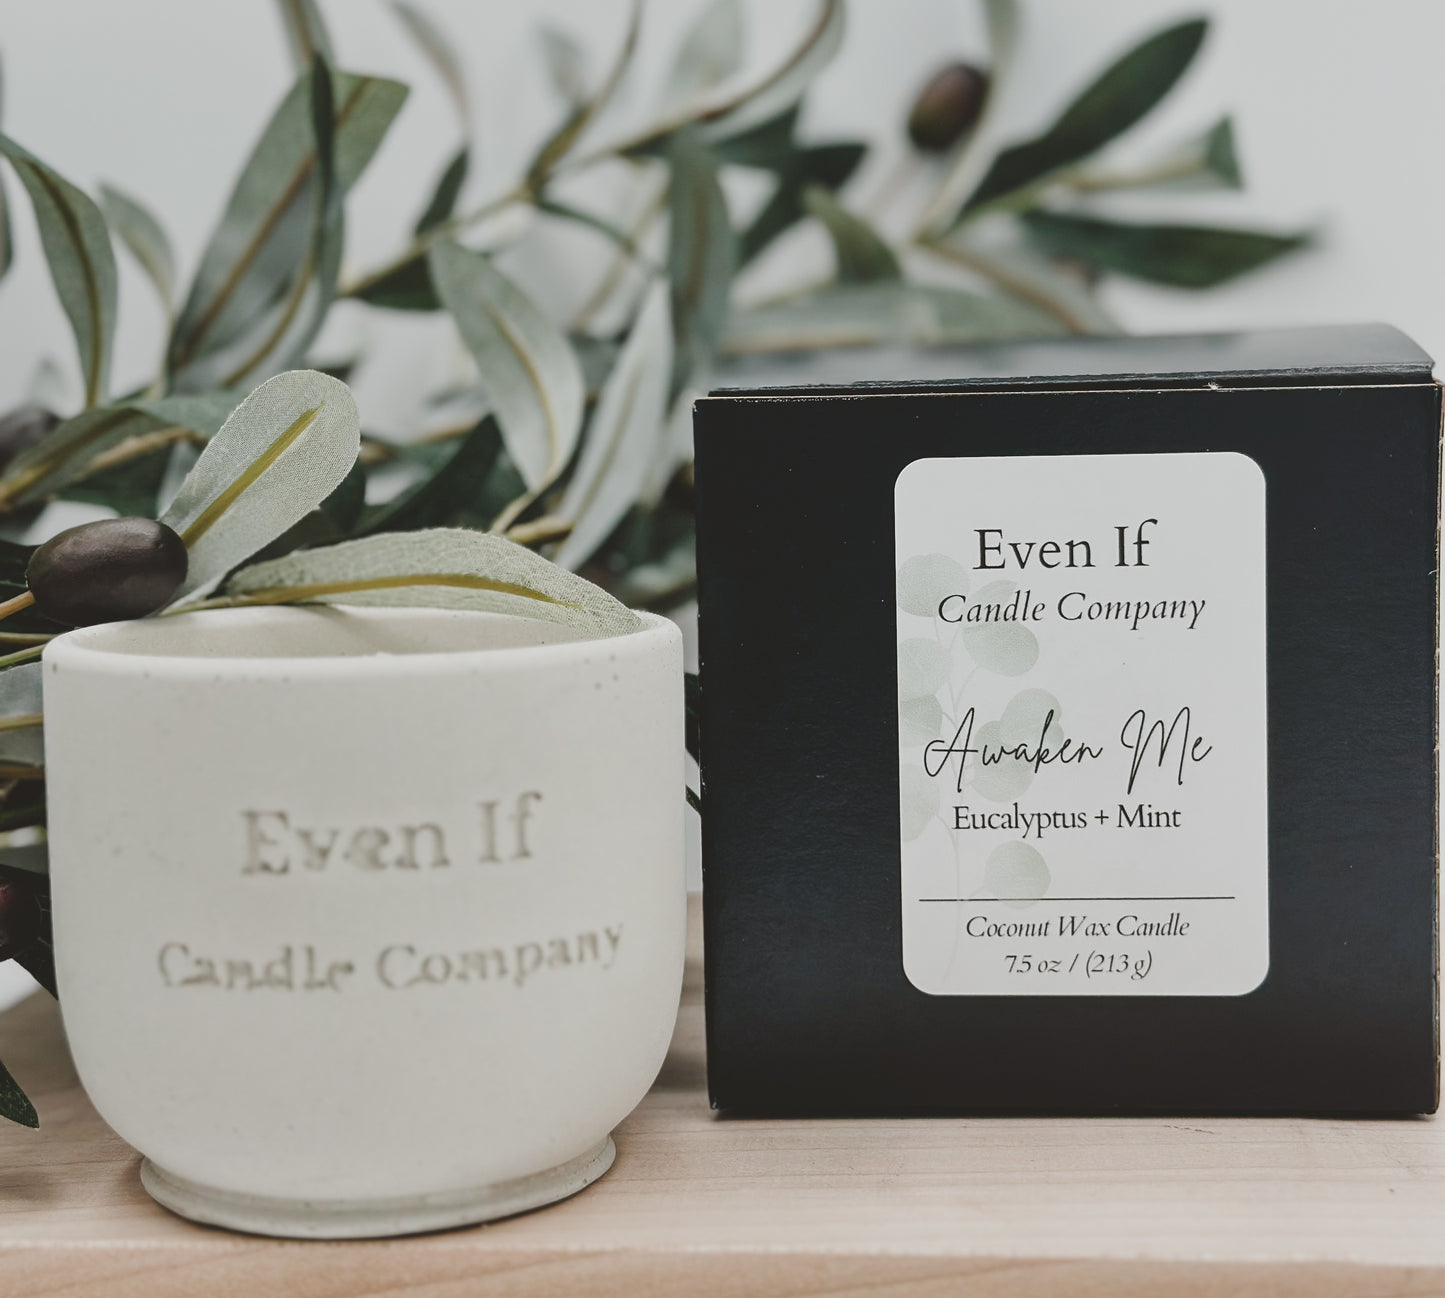 Even If
Candle Company
Even If
Candle Company
Awaken Me
Eucalyptus + Mint
Coconut Wax Candle
7.5 oz / (213 g)